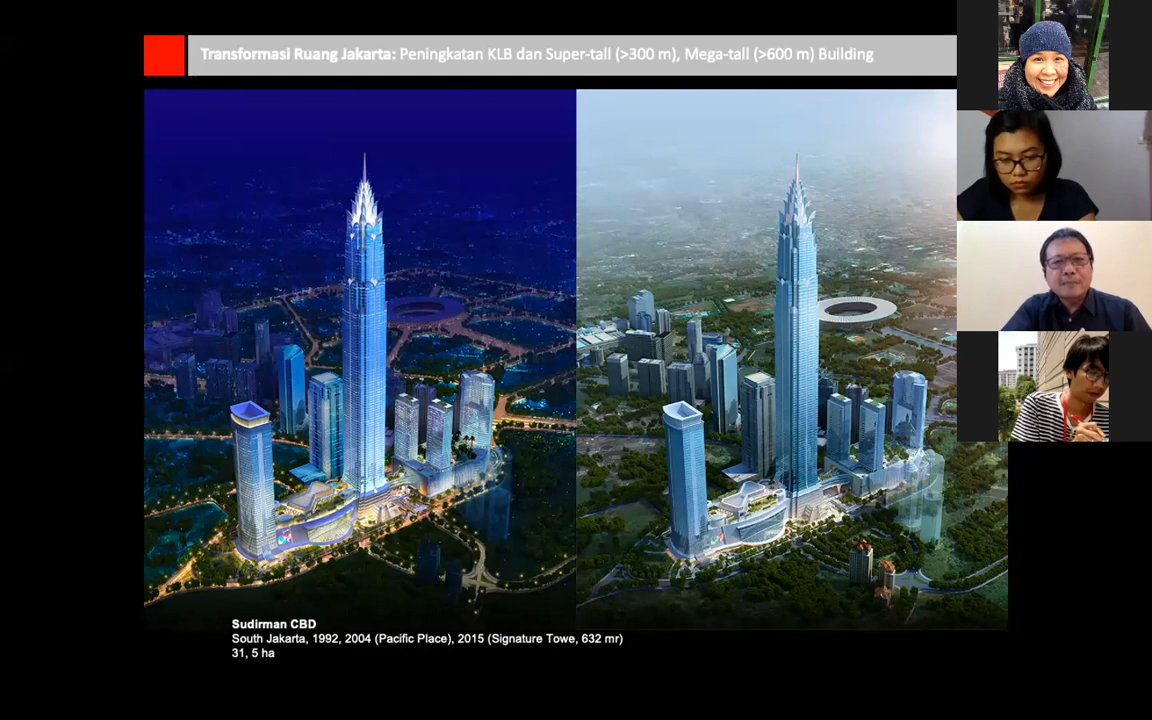 Transformasi Ruang Jakarta: Peningkatan KLB dan Super-tall (>300 m), Mega-tall (>600 m) Building
Sudirman CBD
South Jakarta, 1992, 2004 (Pacific Place), 2015 (Signature Towe, 632 mr)
31, 5 ha